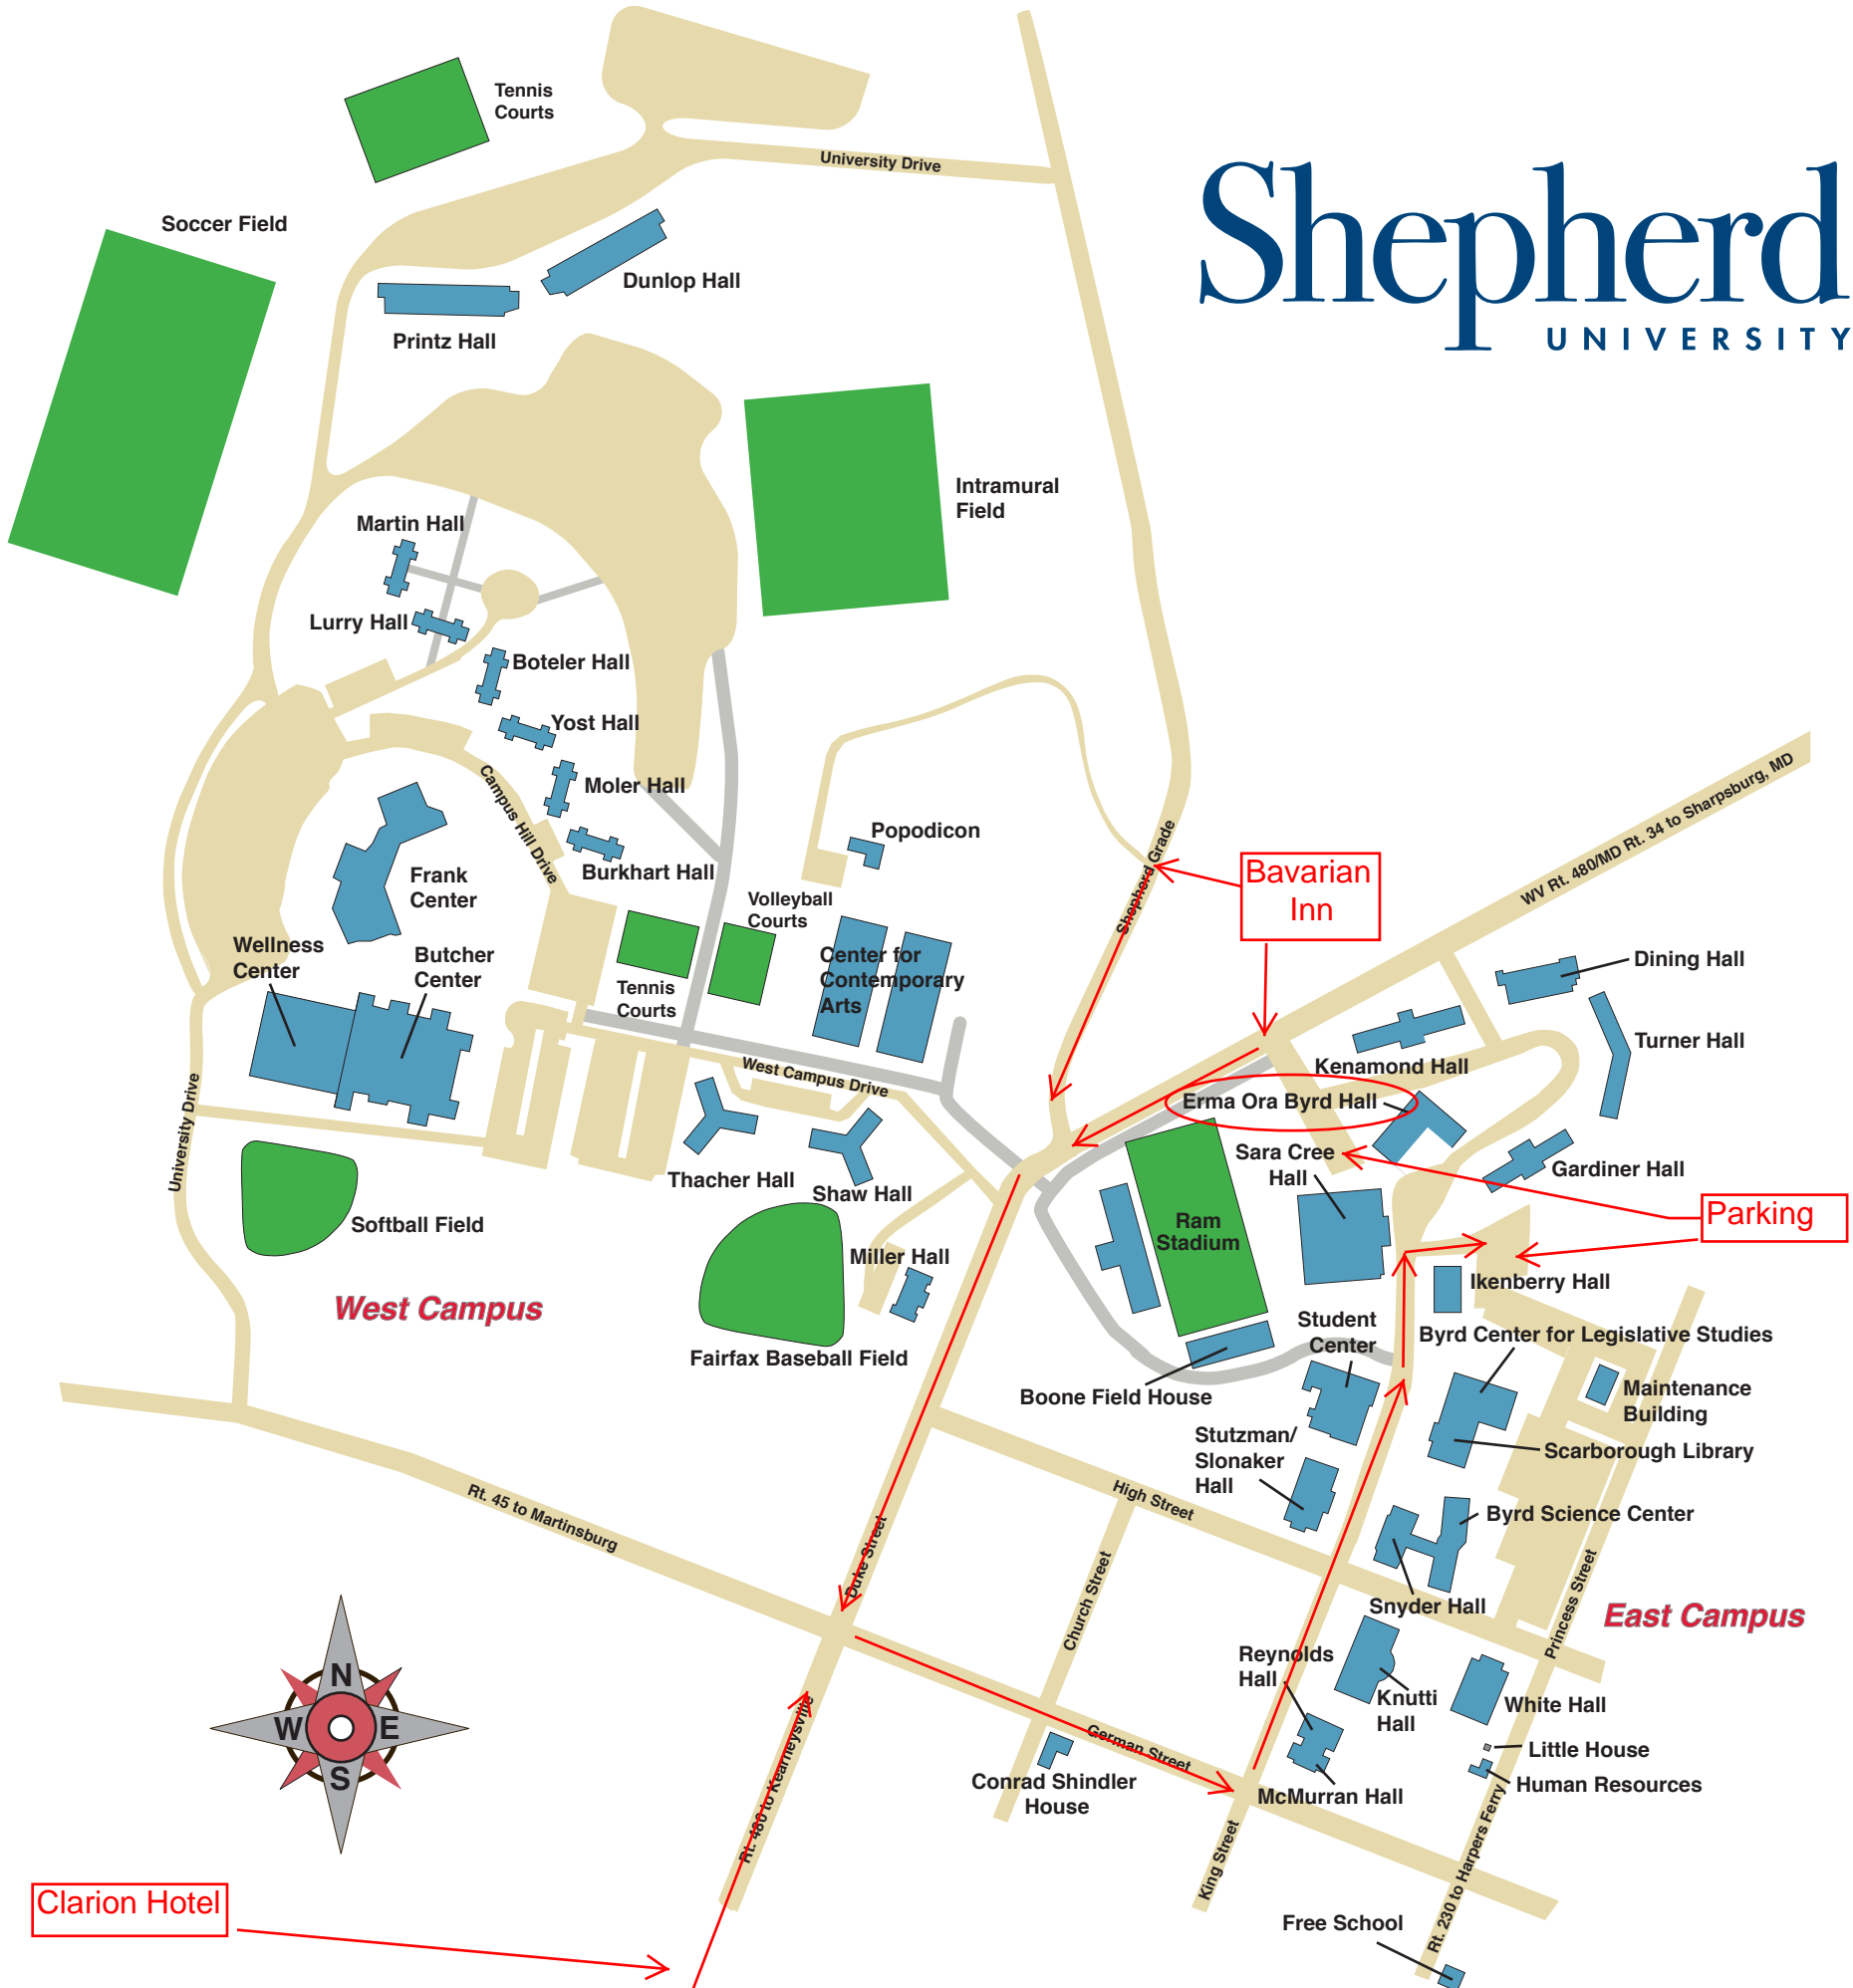 Tennis
Courts
University Drive
Shepherd
UNIVERSITY
Soccer Field
Dunlop Hall
Printz Hall
Intramural
Field
Martin Hall
Lurry Hall
Boteler Hall
Yost Hall
Moler Hall
Campus Hill Drive
Burkhart Hall
Popodicon
Shepherd Grade
WV Rt. 480/MD Rt. 34 to Sharpsburg, MD
Bavarian
Inn
Frank
Center
Volleyball
Courts
Wellness
Center
Butcher
Center
Tennis
Courts
Center for
Contemporary
Arts
Dining Hall
Turner Hall
Kenamond Hall
West Campus Drive
Erma Ora Byrd Hall
University Drive
Sara Cree
Hall
Gardiner Hall
Thacher Hall
Shaw Hall
Softball Field
Ram
Stadium
Parking
Miller Hall
Ikenberry Hall
West Campus
Student
Center
Byrd Center for Legislative Studies
Fairfax Baseball Field
Boone Field House
Maintenance
Building
Stutzman/
Slonaker
Hall
Scarborough Library
Rt. 45 to Martinsburg
High Street
Byrd Science Center
Duke Street
Church Street
Snyder Hall
Princess Street
East Campus
Reynolds
Hall
Knutti
Hall
White Hall
N
W
E
S
Rt. 480 to Kearneysville
German Street
Little House
Conrad Shindler
House
Human Resources
McMurran Hall
King Street
Rt. 230 to Harpers Ferry
Clarion Hotel
Free School